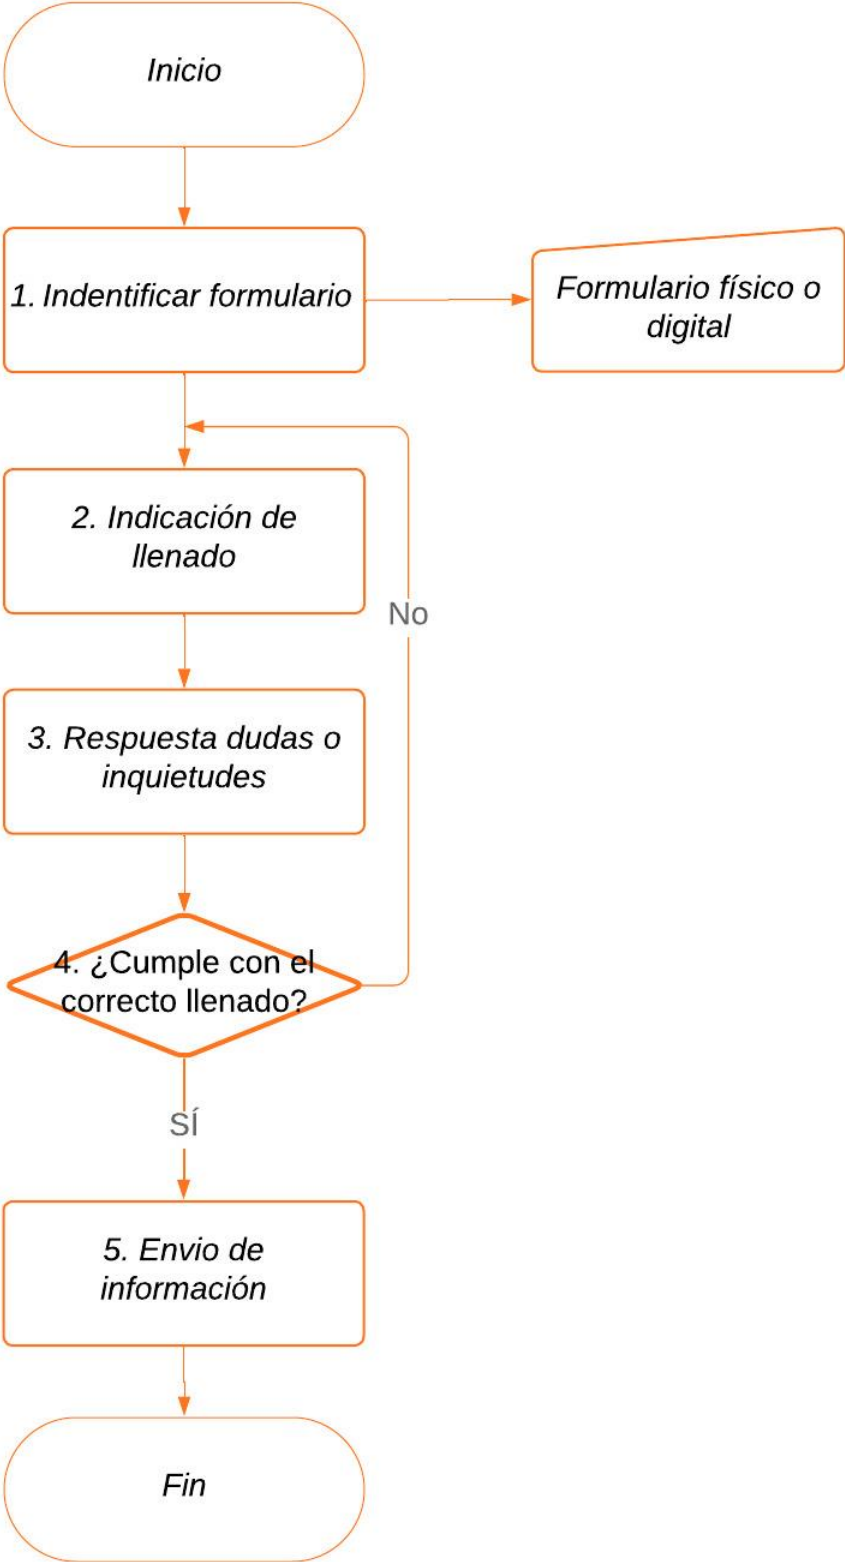 Inicio
1. Indentificar formulario
Formulario físico o
digital
2. Indicación de
llenado
No
3. Respuesta dudas o
inquietudes
4. ¿Cumple con el
correcto llenado?
SÍ
5. Envio de
información
Fin